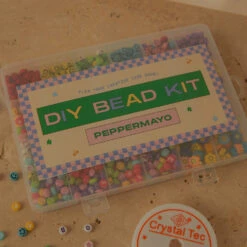 DIY BEAD KIT
PEPPERMAYO
Crystal Tec